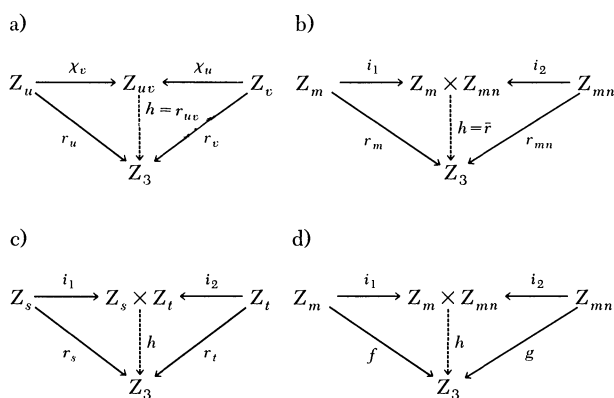 a)
b)
χ_v χ_u i_1 i_2
Z_u Z_{uv} Z_v Z_m Z_m × Z_{mn} Z_{mn}
r_u h = r_{uv} r_v r_m h = r̄ r_{mn}
Z_3 Z_3
c)
d)
i_1 i_2 i_1 i_2
Z_s Z_s × Z_t Z_t Z_m Z_m × Z_{mn} Z_{mn}
r_s h r_t f h g
Z_3 Z_3